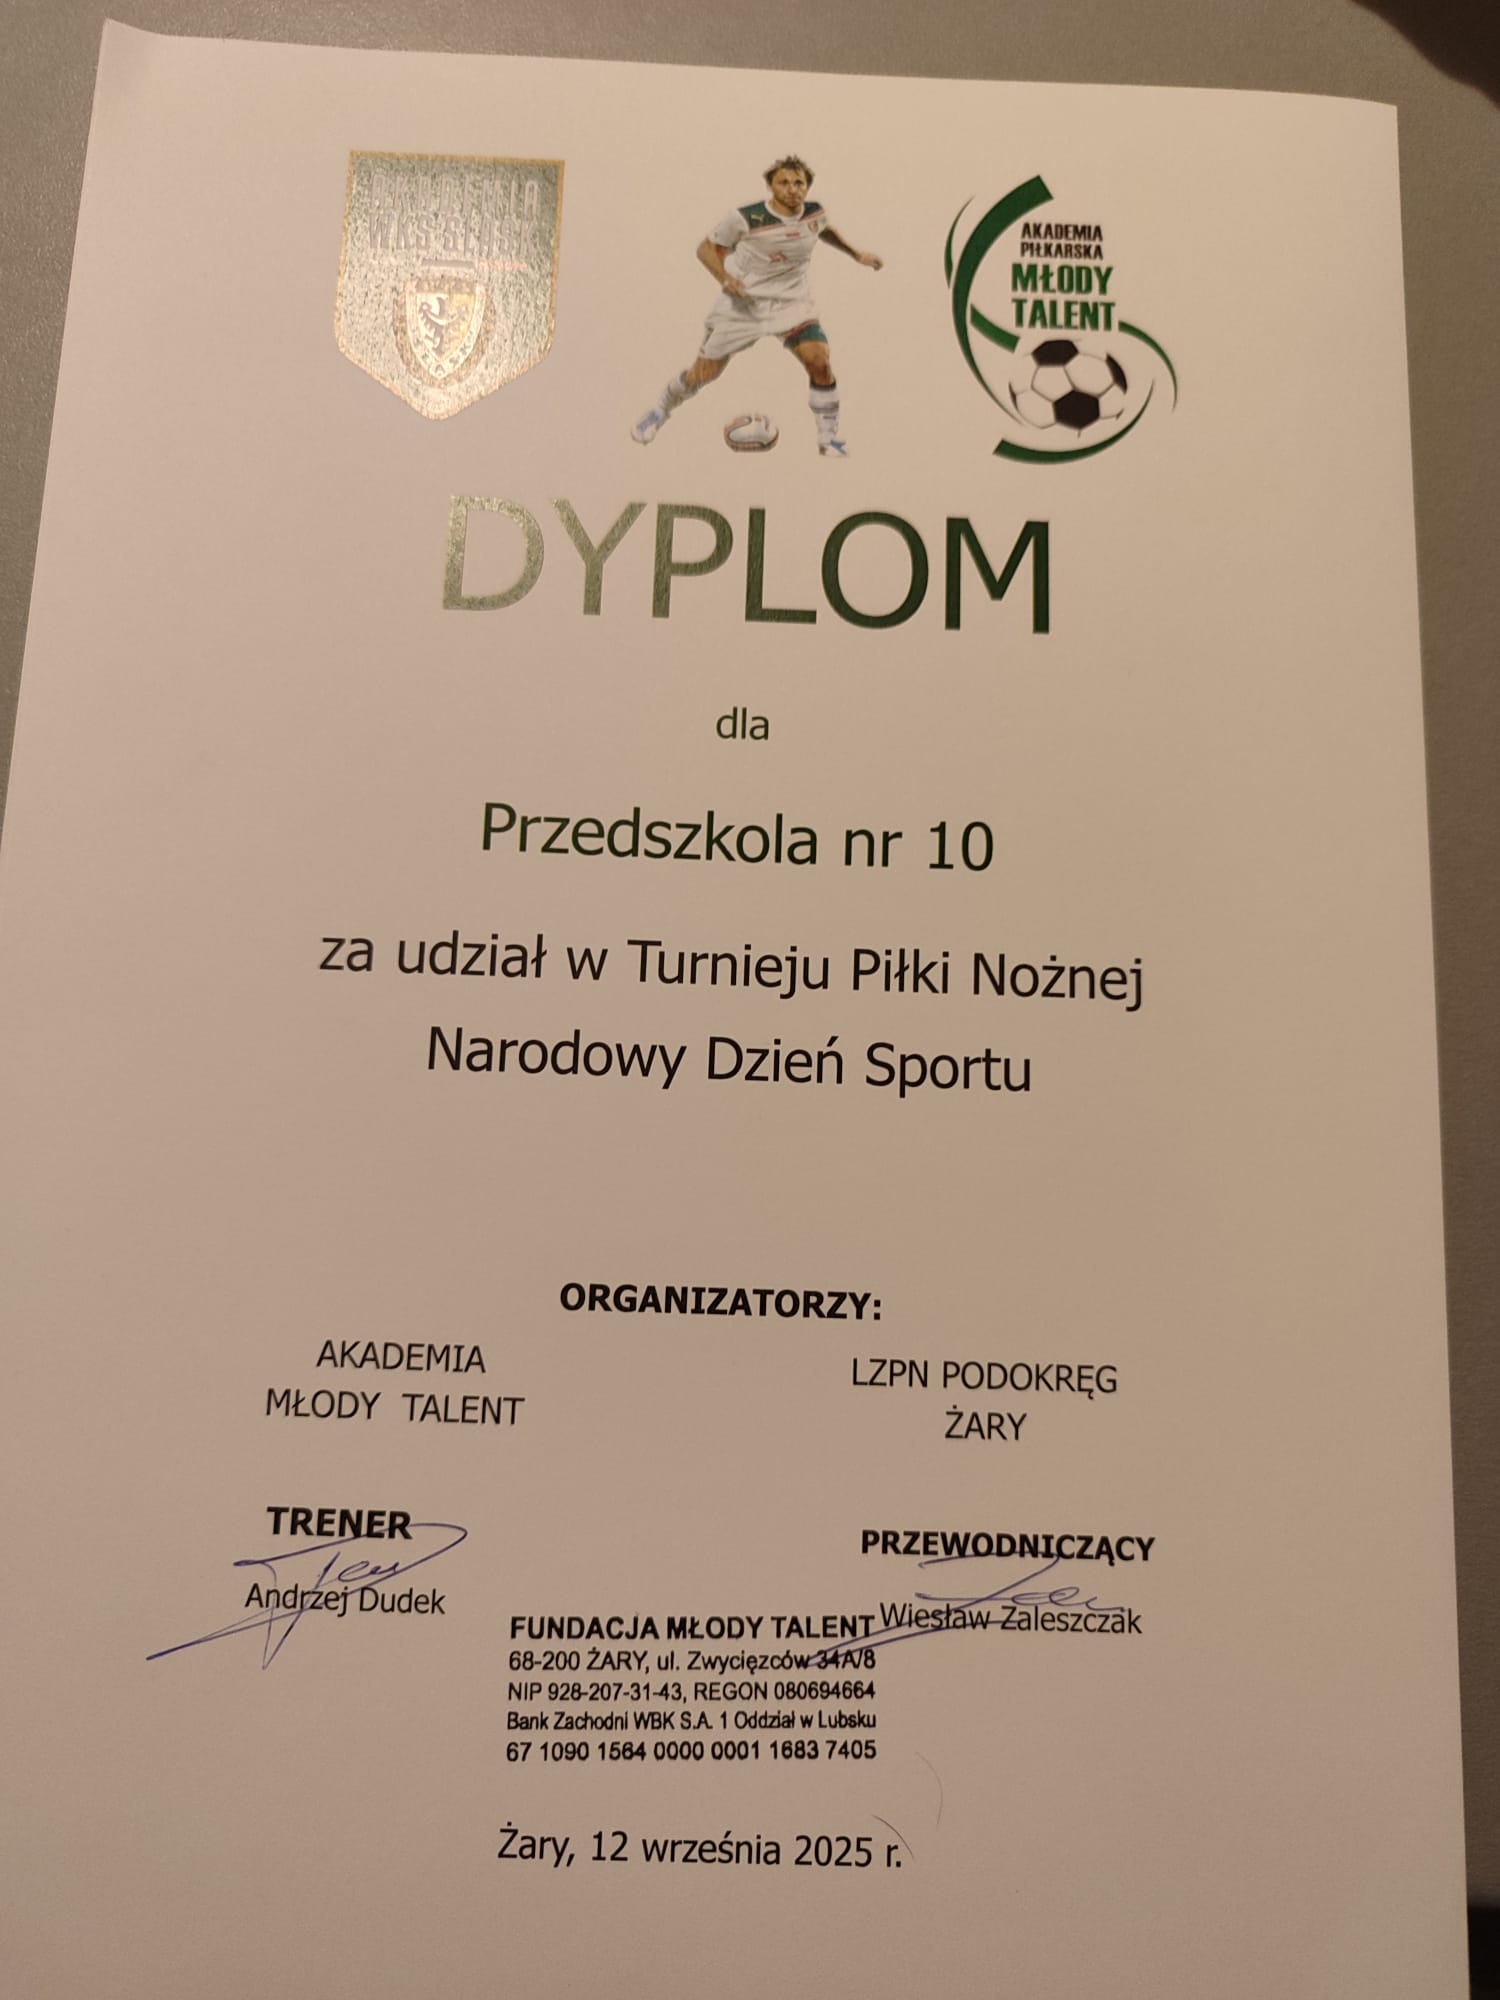 AKADEMIA
WKS ŚLĄSK
AKADEMIA
PIŁKARSKA
MŁODY
TALENT
DYPLOM
dla
Przedszkola nr 10
za udział w Turnieju Piłki Nożnej
Narodowy Dzień Sportu
ORGANIZATORZY:
AKADEMIA
MŁODY TALENT
LZPN PODOKRĘG
ŻARY
TRENER
Andrzej Dudek
PRZEWODNICZĄCY
Wiesław Zaleszczak
FUNDACJA MŁODY TALENT
68-200 ŻARY, ul. Zwycięzców 34A/8
NIP 928-207-31-43, REGON 080694664
Bank Zachodni WBK S.A. 1 Oddział w Lubsku
67 1090 1564 0000 0001 1683 7405
Żary, 12 września 2025 r.